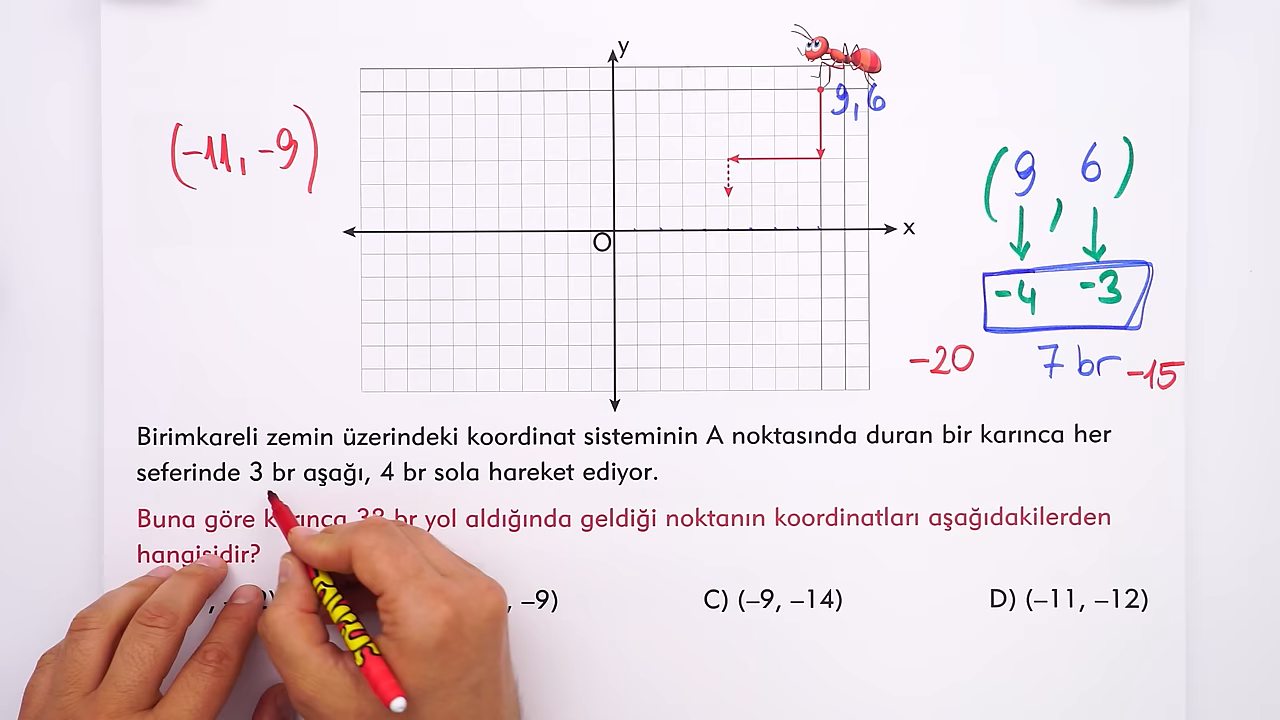 y
9, 6
(-11, -9)
(9, 6)
x
O
-4 -3
-20 7 br -15
Birimkareli zemin üzerindeki koordinat sisteminin A noktasında duran bir karınca her
seferinde 3 br aşağı, 4 br sola hareket ediyor.
Buna göre br yol aldığında geldiği noktanın koordinatları aşağıdakilerden
hangisidir?
, –9) C) (–9, –14) D) (–11, –12)